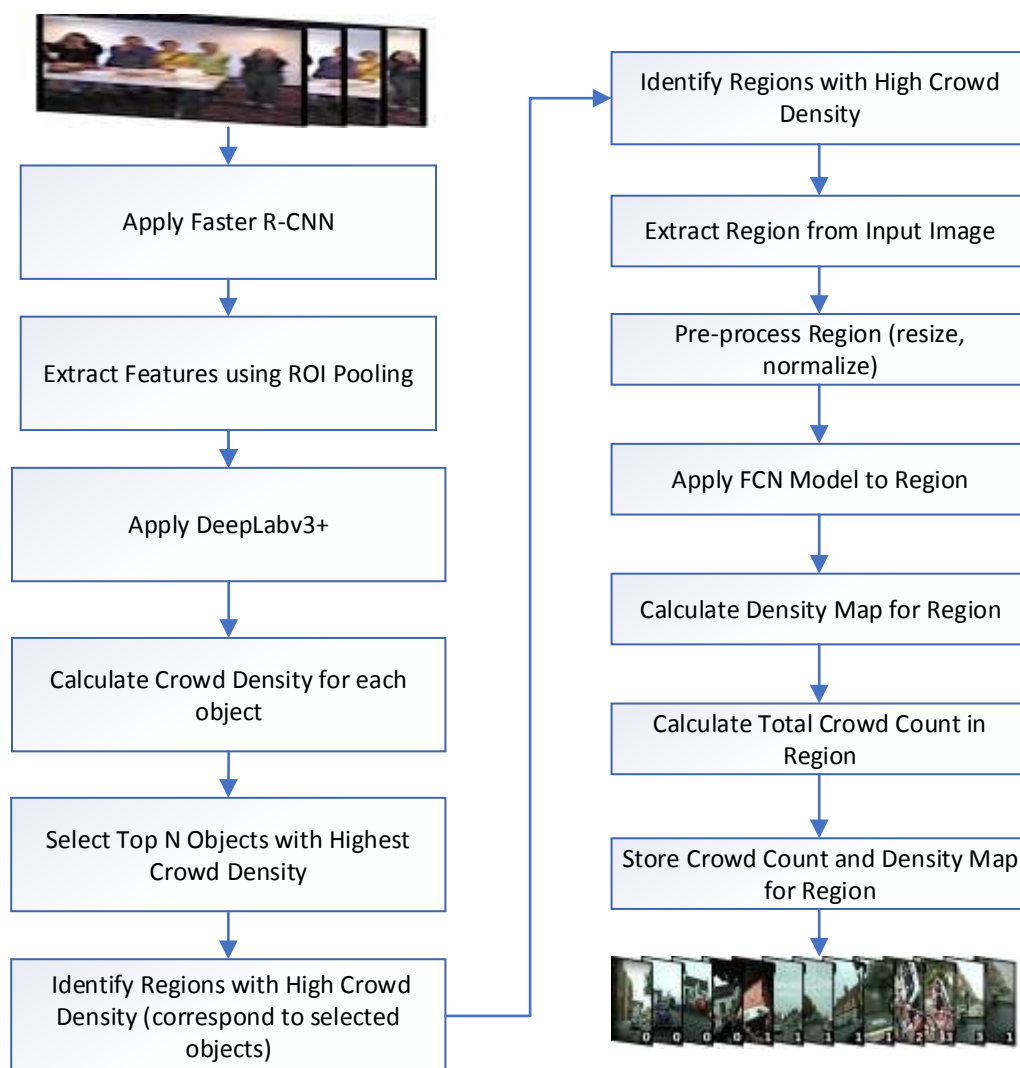 Apply Faster R-CNN
Extract Features using ROI Pooling
Apply DeepLabv3+
Calculate Crowd Density for each
object
Select Top N Objects with Highest
Crowd Density
Identify Regions with High Crowd
Density (correspond to selected
objects)
Identify Regions with High Crowd
Density
Extract Region from Input Image
Pre-process Region (resize,
normalize)
Apply FCN Model to Region
Calculate Density Map for Region
Calculate Total Crowd Count in
Region
Store Crowd Count and Density Map
for Region